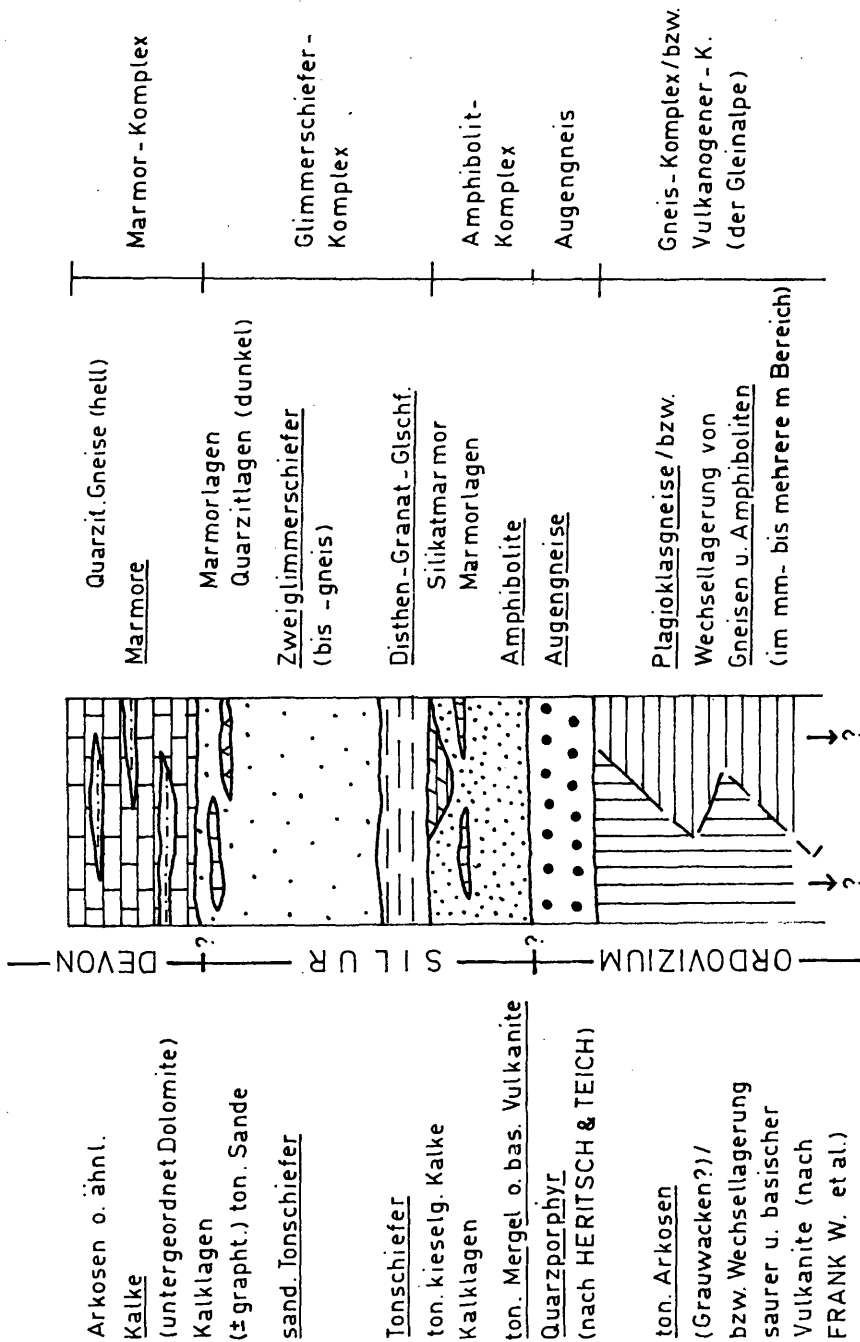 Arkosen o. ähnl.
Kalke
(untergeordnet Dolomite)
Kalklagen
(± grapht.) ton. Sande
sand. Tonschiefer
Tonschiefer
ton. kieselg. Kalke
Kalklagen
ton. Mergel o. bas. Vulkanite
Quarzporphyr
(nach HERITSCH & TEICH)
ton. Arkosen
(Grauwacken?)/
bzw. Wechsellagerung
saurer u. basischer
Vulkanite (nach
FRANK W. et al.)
DEVON
?
SILUR
?
ORDOVIZIUM
?
?
Quarzit. Gneise (hell)
Marmore
Marmorlagen
Quarzitlagen (dunkel)
Zweiglimmerschiefer
(bis -gneis)
Disthen-Granat-Glschf.
Silikatmarmor
Marmorlagen
Amphibolite
Augengneise
Plagioklasgneise/bzw.
Wechsellagerung von
Gneisen u. Amphiboliten
(im mm- bis mehrere m Bereich)
Marmor-Komplex
Glimmerschiefer-
Komplex
Amphibolit-
Komplex
Augengneis
Gneis-Komplex/bzw.
Vulkanogener-K.
(der Gleinalpe)